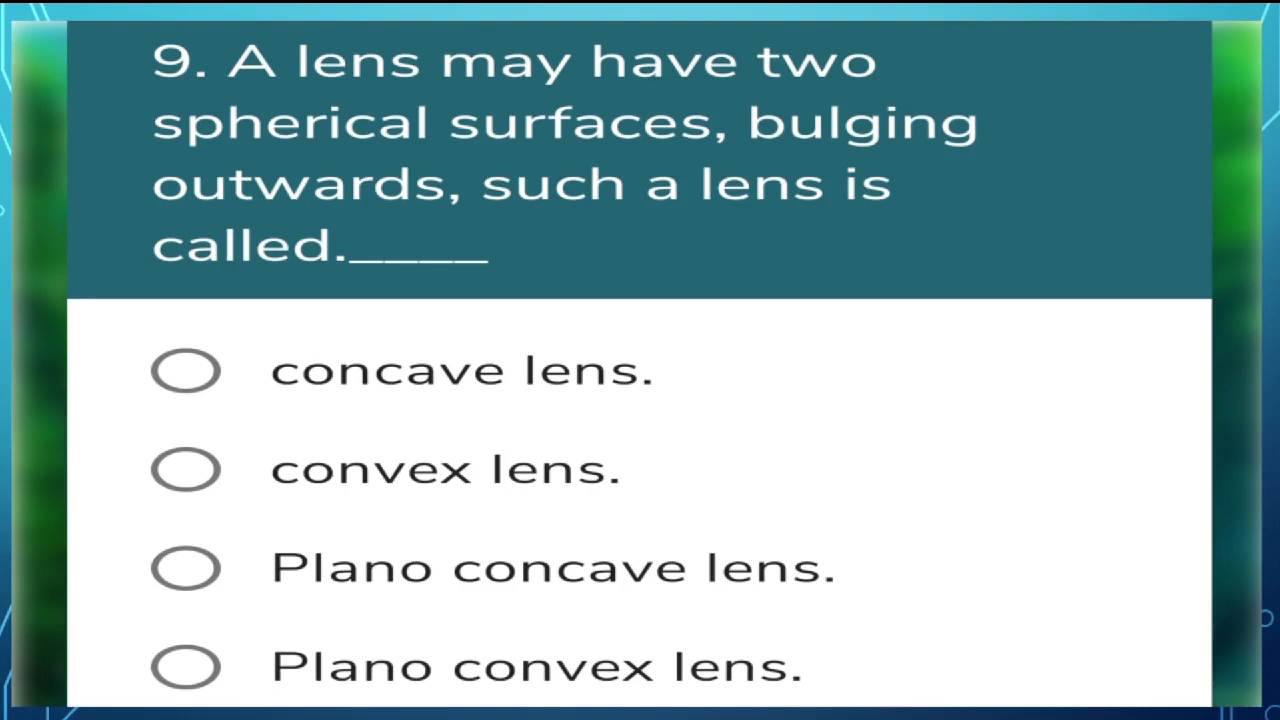 9. A lens may have two
spherical surfaces, bulging
outwards, such a lens is
called.____
concave lens.
convex lens.
Plano concave lens.
Plano convex lens.